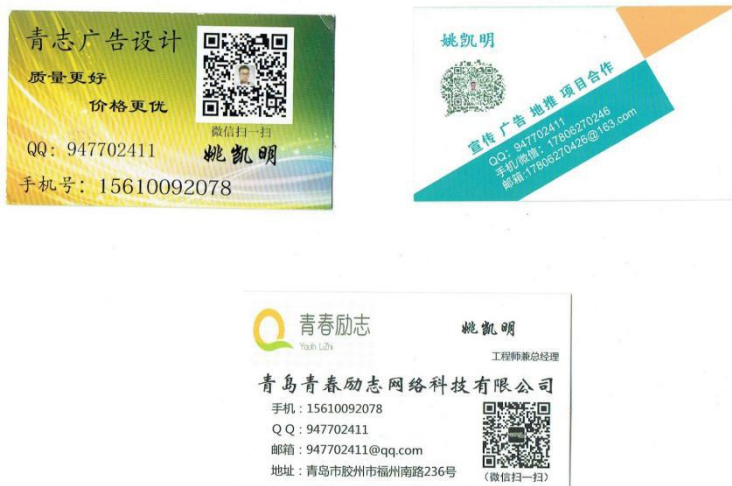 青志广告设计
质量更好
价格更优
微信扫一扫
QQ: 947702411
姚凯明
手机号: 15610092078
姚凯明
宣传 广告 地推 项目合作
QQ: 947702411
手机/微信: 17806270246
邮箱:17806270426@163.com
青春励志
Youth LiZhi
姚凯明
工程师兼总经理
青岛青春励志网络科技有限公司
手机：15610092078
Q Q：947702411
邮箱：947702411@qq.com
地址：青岛市胶州市福州南路236号
（微信扫一扫）